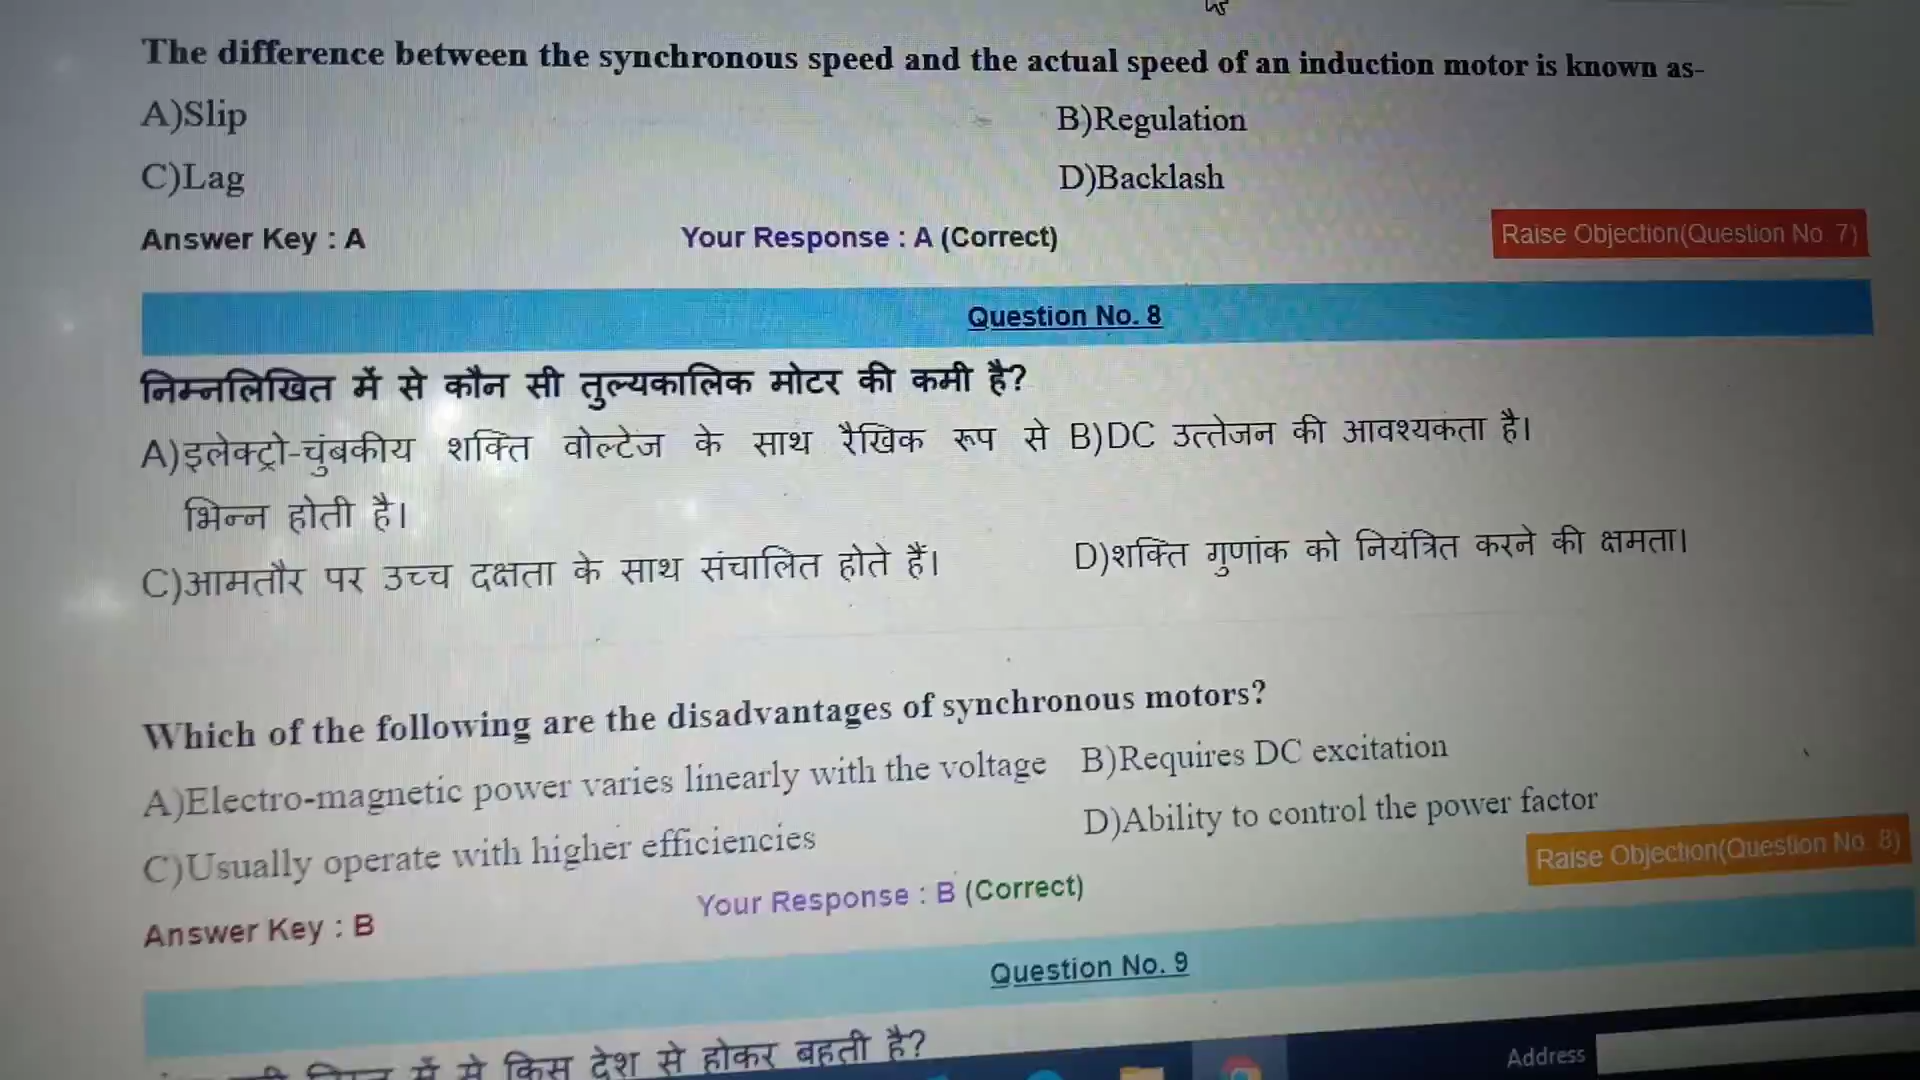 The difference between the synchronous speed and the actual speed of an induction motor is known as-
A)Slip
B)Regulation
C)Lag
D)Backlash
Answer Key : A
Your Response : A (Correct)
Raise Objection(Question No. 7)
Question No. 8
निम्नलिखित में से कौन सी तुल्यकालिक मोटर की कमी है?
A)इलेक्ट्रो-चुंबकीय शक्ति वोल्टेज के साथ रैखिक रूप से
भिन्न होती है।
B)DC उत्तेजन की आवश्यकता है।
C)आमतौर पर उच्च दक्षता के साथ संचालित होते हैं।
D)शक्ति गुणांक को नियंत्रित करने की क्षमता।
Which of the following are the disadvantages of synchronous motors?
A)Electro-magnetic power varies linearly with the voltage
B)Requires DC excitation
C)Usually operate with higher efficiencies
D)Ability to control the power factor
Answer Key : B
Your Response : B (Correct)
Raise Objection(Question No. 8)
Question No. 9
में से किस देश से होकर बहती है?
Address